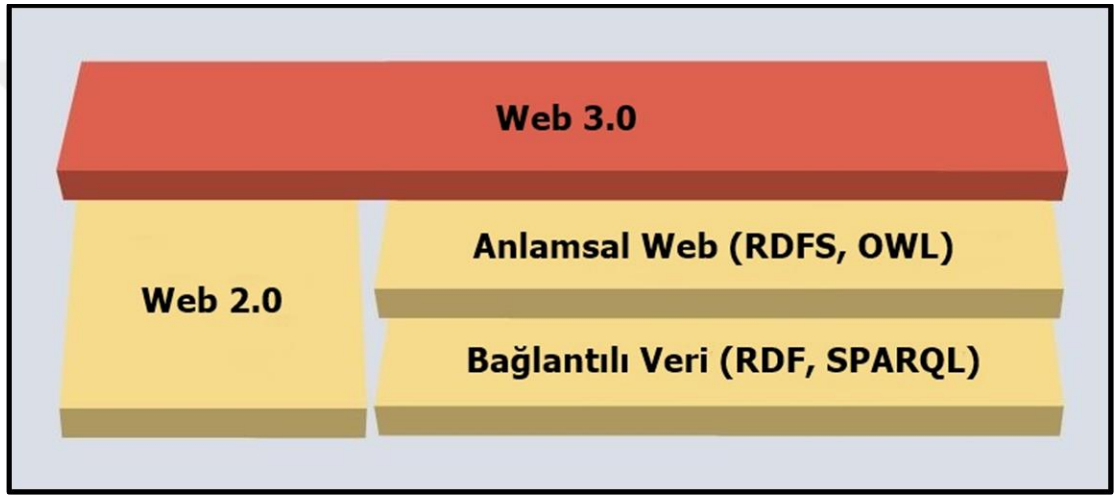 Web 3.0
Anlamsal Web (RDFS, OWL)
Web 2.0
Bağlantılı Veri (RDF, SPARQL)